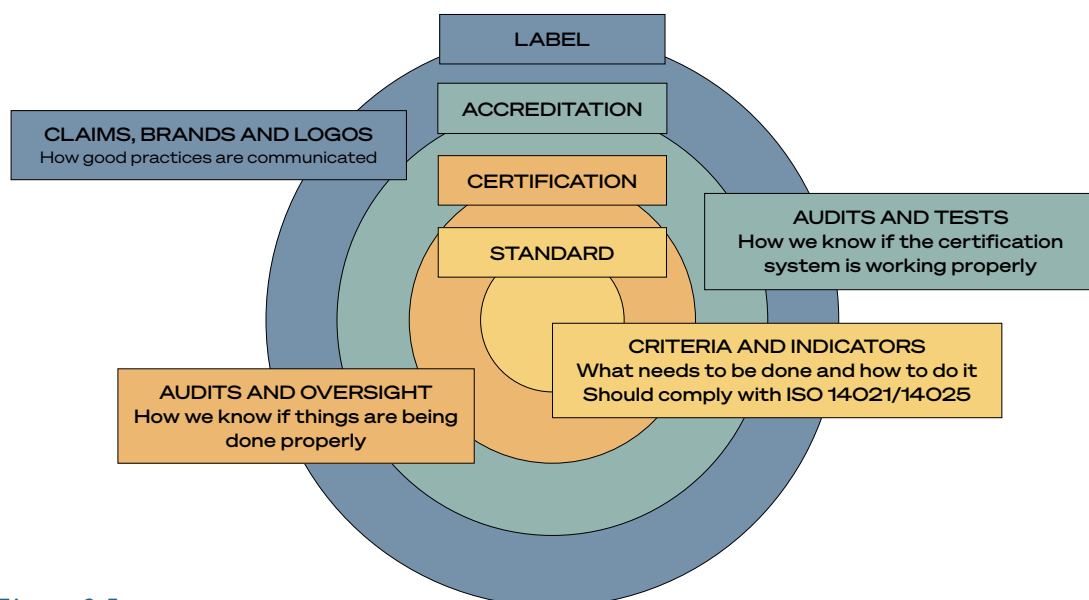 LABEL
ACCREDITATION
CLAIMS, BRANDS AND LOGOS
How good practices are communicated
CERTIFICATION
AUDITS AND TESTS
How we know if the certification
system is working properly
STANDARD
CRITERIA AND INDICATORS
What needs to be done and how to do it
Should comply with ISO 14021/14025
AUDITS AND OVERSIGHT
How we know if things are being
done properly